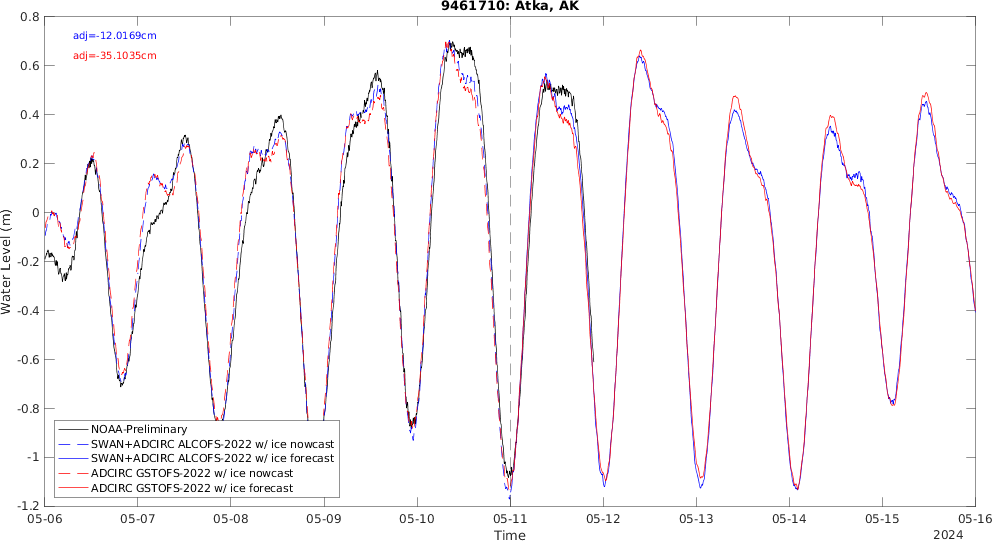 9461710: Atka, AK
adj=-12.0169cm
adj=-35.1035cm
Water Level (m)
0.8
0.6
0.4
0.2
0
-0.2
-0.4
-0.6
-0.8
-1
-1.2
NOAA-Preliminary
SWAN+ADCIRC ALCOFS-2022 w/ ice nowcast
SWAN+ADCIRC ALCOFS-2022 w/ ice forecast
ADCIRC GSTOFS-2022 w/ ice nowcast
ADCIRC GSTOFS-2022 w/ ice forecast
05-06 05-07 05-08 05-09 05-10 05-11 05-12 05-13 05-14 05-15 05-16
Time
2024